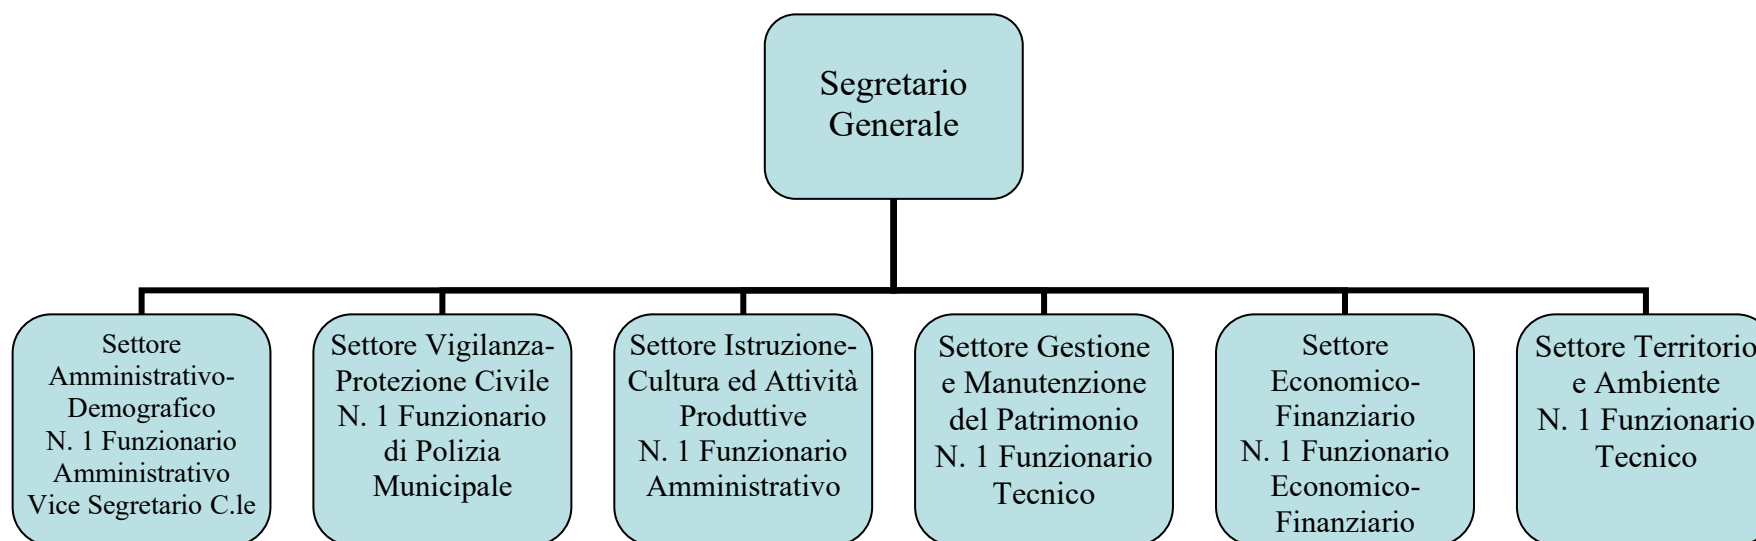 Segretario
Generale
Settore
Amministrativo-
Demografico
N. 1 Funzionario
Amministrativo
Vice Segretario C.le
Settore Vigilanza-
Protezione Civile
N. 1 Funzionario
di Polizia
Municipale
Settore Istruzione-
Cultura ed Attività
Produttive
N. 1 Funzionario
Amministrativo
Settore Gestione
e Manutenzione
del Patrimonio
N. 1 Funzionario
Tecnico
Settore
Economico-
Finanziario
N. 1 Funzionario
Economico-
Finanziario
Settore Territorio
e Ambiente
N. 1 Funzionario
Tecnico